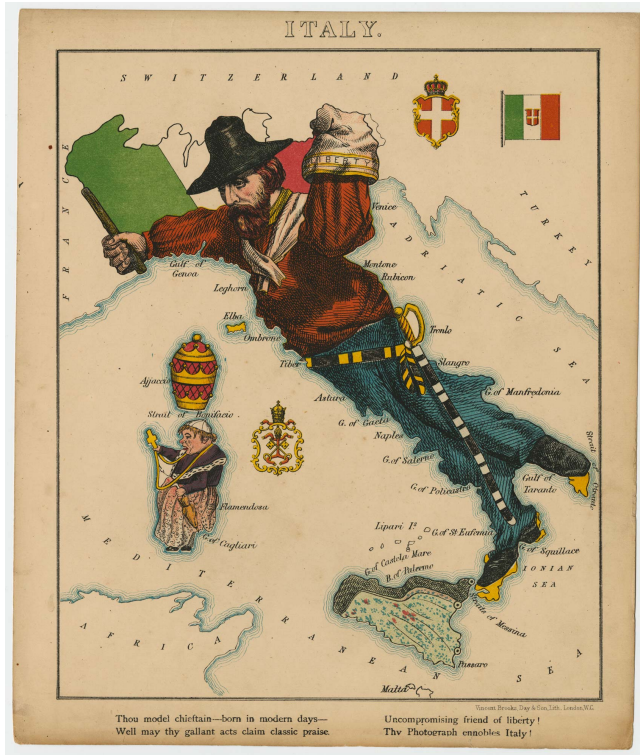 ITALY.
SWITZERLAND
FRANCE
TURKEY
LIBERTY
Venice
ADRIATIC SEA
Gulf of
Genoa
Montone
Rubicon
Leghorn
Elba
Ombrone
Tronto
Tiber
Slangro
Ajaccio
Astura
G. of Manfredonia
Strait of Bonifacio
G. of Gaeta
Naples
G. of Salerno
Strait of Otranto
G. of Policastro
Gulf of
Taranto
Flamendosa
Lipari Is
G. of St Eufemia
G. of Cagliari
G. of Squillace
G. of Castela Mare
B. of Palermo
IONIAN
SEA
MEDITERRANEAN SEA
Straits of Messina
AFRICA
Passaro
Malta
Vincent Brooks, Day & Son, Lith. London, W.C.
Thou model chieftain—born in modern days—
Well may thy gallant acts claim classic praise.
Uncompromising friend of liberty!
Thy Photograph ennobles Italy!